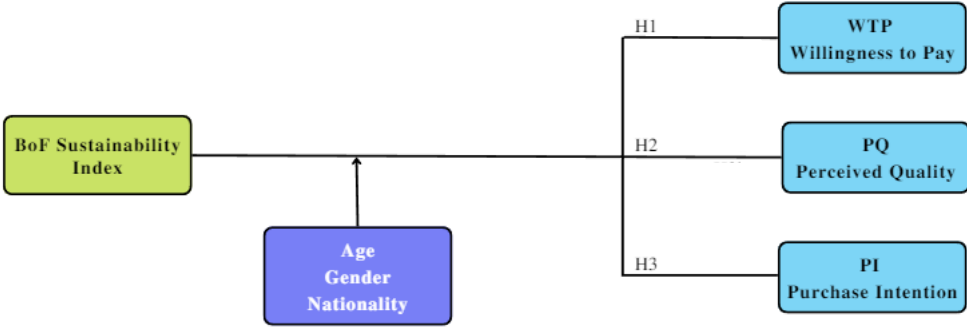 H1
WTP
Willingness to Pay
BoF Sustainability
Index
H2
PQ
Perceived Quality
Age
Gender
Nationality
H3
PI
Purchase Intention